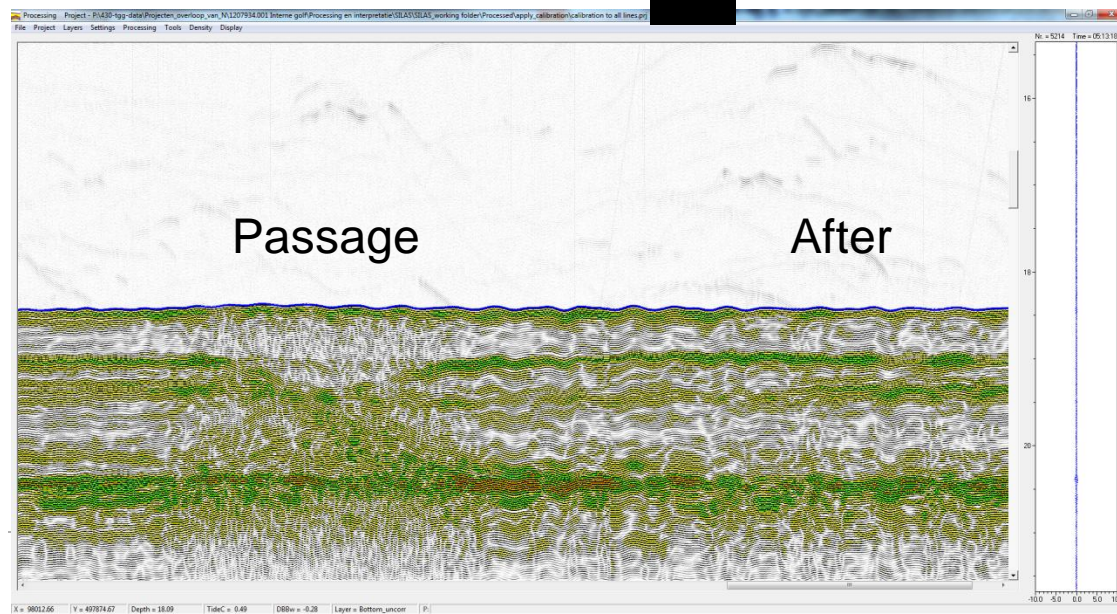 Processing Project - P:\430-tgg-data\Projecten_overloop_van_N\1207934.001 Interne golf\Processing en interpretatie\SILAS\SILAS_working folder\Processed\apply_calibration\calibration to all lines.prj
File Project Layers Settings Processing Tools Density Display
Nr. = 5214 Time = 05:13:18
16
Passage After
18
20
-10.0 -5.0 0.0 5.0 10
X = 98012.66 Y = 497874.67 Depth = 18.09 TideC = 0.49 DBBw = -0.28 Layer = Bottom_uncorr P: